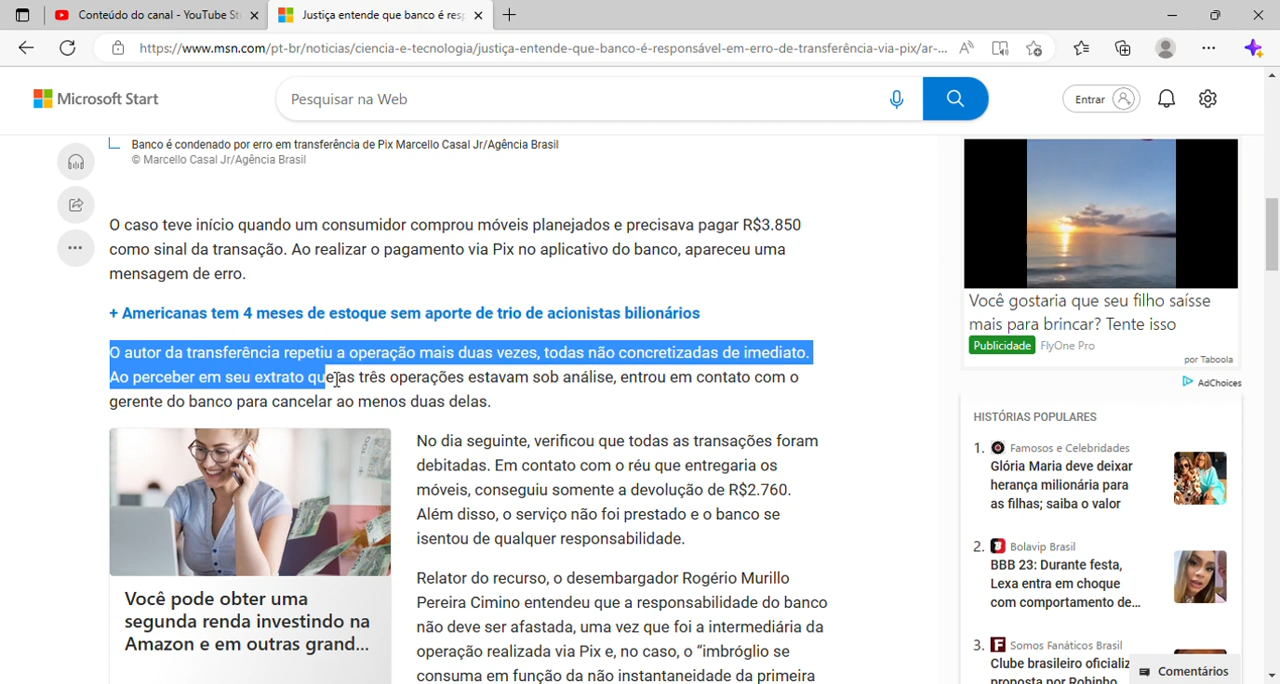 Conteúdo do canal - YouTube St
Justiça entende que banco é resp
https://www.msn.com/pt-br/noticias/ciencia-e-tecnologia/justiça-entende-que-banco-é-responsável-em-erro-de-transferência-via-pix/ar-...
Microsoft Start
Pesquisar na Web
Entrar
Banco é condenado por erro em transferência de Pix Marcello Casal Jr/Agência Brasil
© Marcello Casal Jr/Agência Brasil
O caso teve início quando um consumidor comprou móveis planejados e precisava pagar R$3.850
como sinal da transação. Ao realizar o pagamento via Pix no aplicativo do banco, apareceu uma
mensagem de erro.
+ Americanas tem 4 meses de estoque sem aporte de trio de acionistas bilionários
O autor da transferência repetiu a operação mais duas vezes, todas não concretizadas de imediato.
Ao perceber em seu extrato que as três operações estavam sob análise, entrou em contato com o
gerente do banco para cancelar ao menos duas delas.
Você pode obter uma
segunda renda investindo na
Amazon e em outras grand...
No dia seguinte, verificou que todas as transações foram
debitadas. Em contato com o réu que entregaria os
móveis, conseguiu somente a devolução de R$2.760.
Além disso, o serviço não foi prestado e o banco se
isentou de qualquer responsabilidade.
Relator do recurso, o desembargador Rogério Murillo
Pereira Cimino entendeu que a responsabilidade do banco
não deve ser afastada, uma vez que foi a intermediária da
operação realizada via Pix e, no caso, o “imbróglio se
consuma em função da não instantaneidade da primeira
Você gostaria que seu filho saísse
mais para brincar? Tente isso
Publicidade FlyOne Pro
por Taboola
AdChoices
HISTÓRIAS POPULARES
1. Famosos e Celebridades
Glória Maria deve deixar
herança milionária para
as filhas; saiba o valor
2. Bolavip Brasil
BBB 23: Durante festa,
Lexa entra em choque
com comportamento de...
3. Somos Fanáticos Brasil
Clube brasileiro oficializ
proposta por Robinho
Comentários